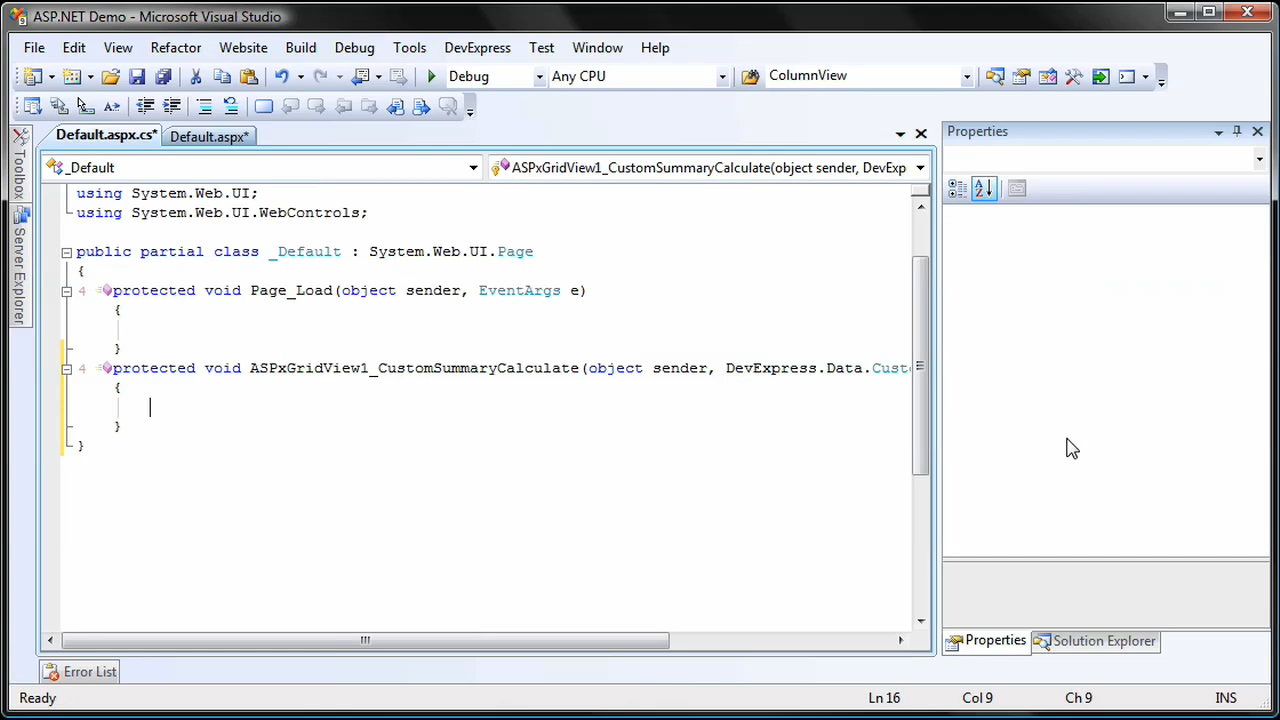 ASP.NET Demo - Microsoft Visual Studio
File Edit View Refactor Website Build Debug Tools DevExpress Test Window Help
Debug Any CPU ColumnView
Default.aspx.cs* Default.aspx*
Properties
_Default ASPxGridView1_CustomSummaryCalculate(object sender, DevExp
Toolbox
Server Explorer
using System.Web.UI;
using System.Web.UI.WebControls;
public partial class _Default : System.Web.UI.Page
{
4 protected void Page_Load(object sender, EventArgs e)
{
}
4 protected void ASPxGridView1_CustomSummaryCalculate(object sender, DevExpress.Data.Custo
{
}
}
Properties Solution Explorer
Error List
Ready Ln 16 Col 9 Ch 9 INS